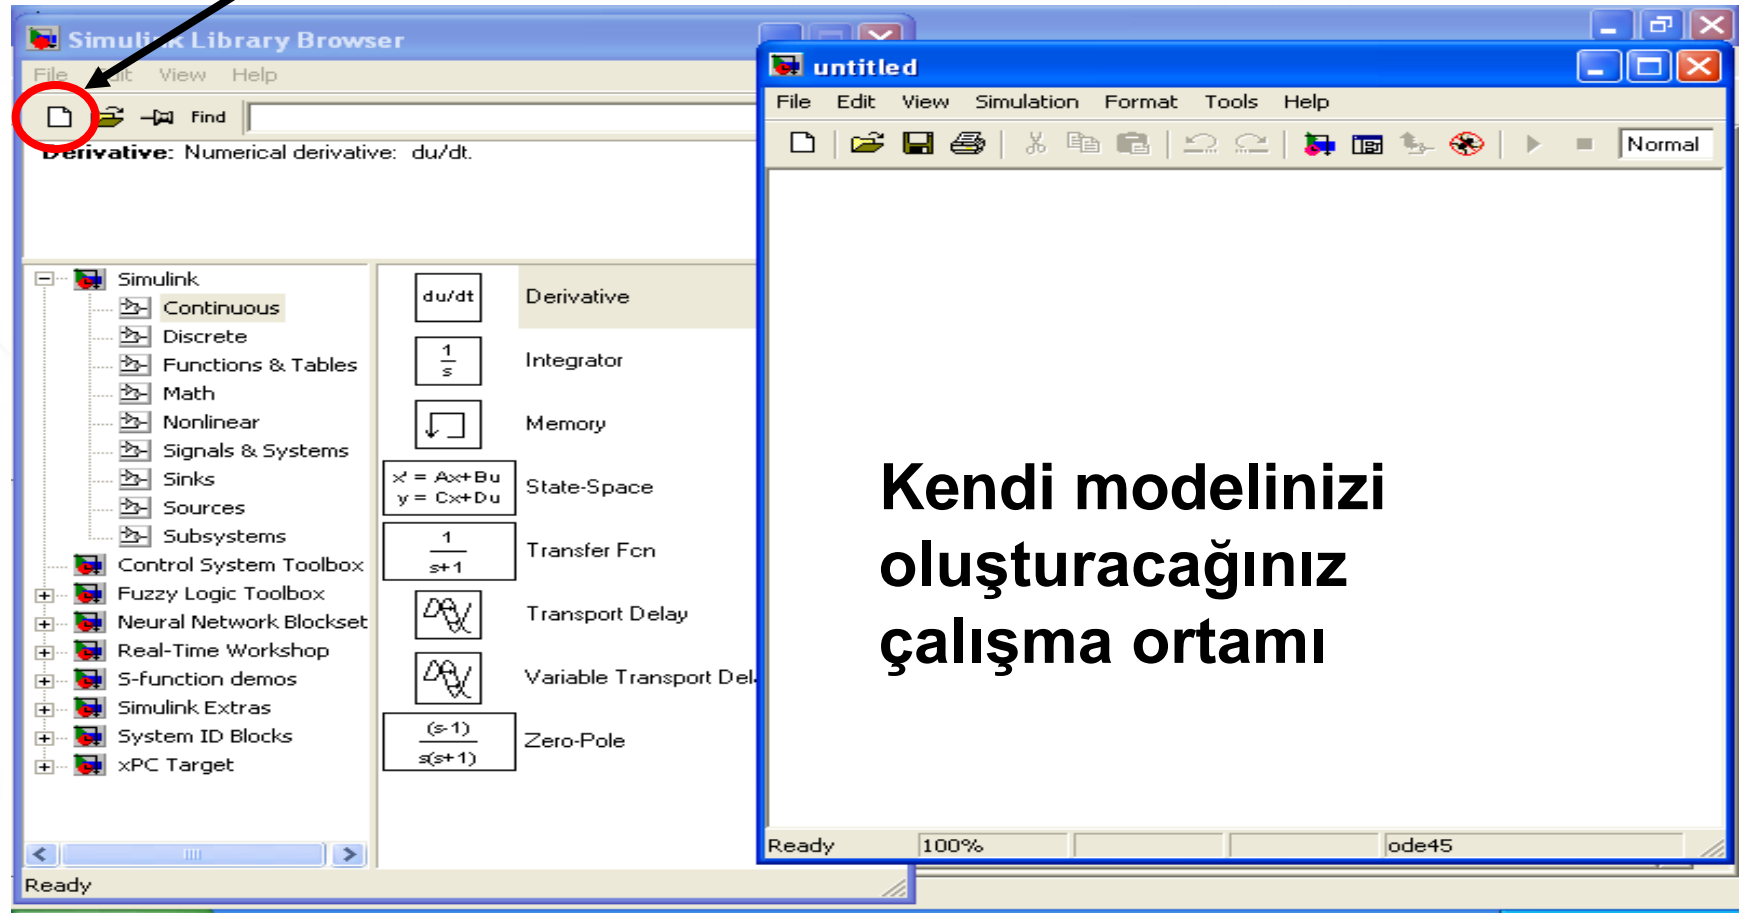 Simulink Library Browser
File Edit View Help
Find
Derivative: Numerical derivative: du/dt.
Simulink
Continuous
Discrete
Functions & Tables
Math
Nonlinear
Signals & Systems
Sinks
Sources
Subsystems
Control System Toolbox
Fuzzy Logic Toolbox
Neural Network Blockset
Real-Time Workshop
S-function demos
Simulink Extras
System ID Blocks
xPC Target
du/dt Derivative
1
s
Integrator
Memory
x' = Ax+Bu
y = Cx+Du
State-Space
1
s+1
Transfer Fcn
Transport Delay
Variable Transport Del
(s-1)
s(s+1)
Zero-Pole
Ready
untitled
File Edit View Simulation Format Tools Help
Normal
Kendi modelinizi
oluşturacağınız
çalışma ortamı
Ready 100% ode45